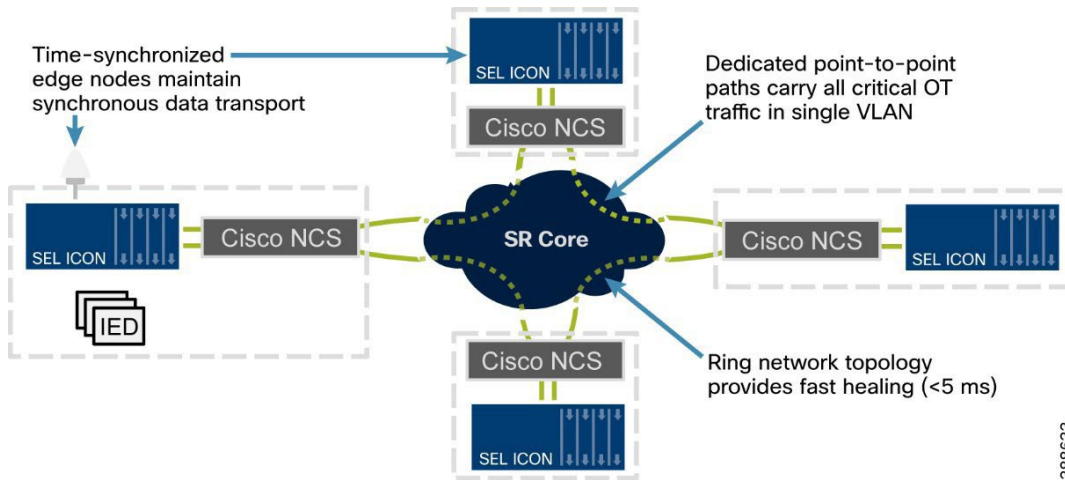 Time-synchronized
edge nodes maintain
synchronous data transport
SEL ICON
Cisco NCS
Dedicated point-to-point
paths carry all critical OT
traffic in single VLAN
SEL ICON
Cisco NCS
SR Core
Cisco NCS
SEL ICON
IED
Cisco NCS
SEL ICON
Ring network topology
provides fast healing (<5 ms)